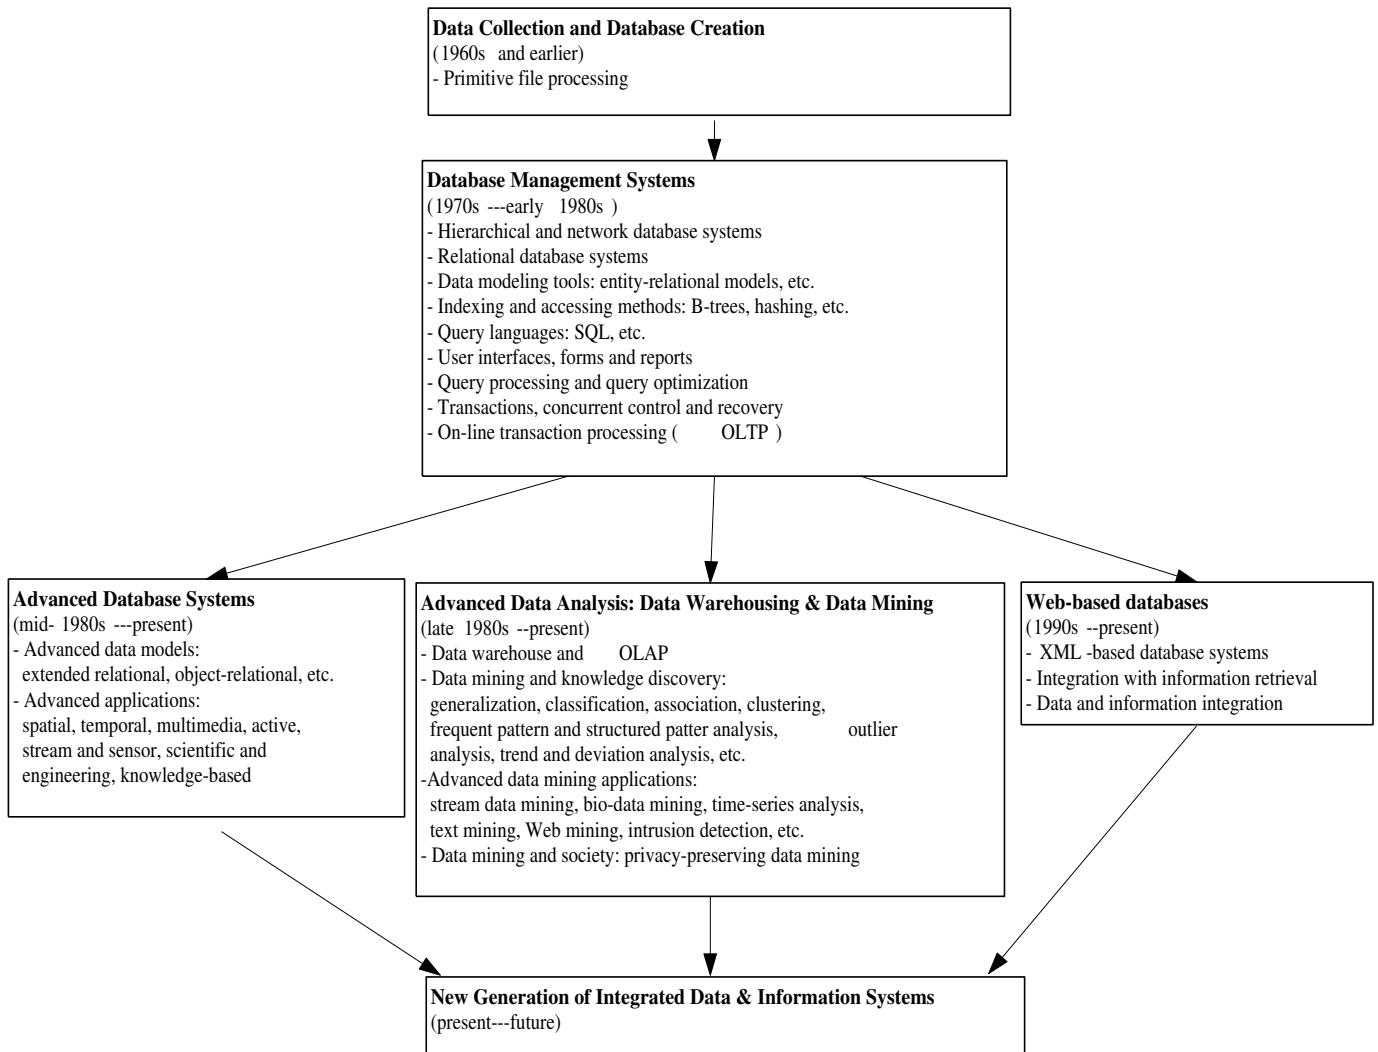 Data Collection and Database Creation
(1960s and earlier)
- Primitive file processing
Database Management Systems
(1970s ---early 1980s )
- Hierarchical and network database systems
- Relational database systems
- Data modeling tools: entity-relational models, etc.
- Indexing and accessing methods: B-trees, hashing, etc.
- Query languages: SQL, etc.
- User interfaces, forms and reports
- Query processing and query optimization
- Transactions, concurrent control and recovery
- On-line transaction processing ( OLTP )
Advanced Database Systems
(mid- 1980s ---present)
- Advanced data models:
extended relational, object-relational, etc.
- Advanced applications:
spatial, temporal, multimedia, active,
stream and sensor, scientific and
engineering, knowledge-based
Advanced Data Analysis: Data Warehousing & Data Mining
(late 1980s --present)
- Data warehouse and OLAP
- Data mining and knowledge discovery:
generalization, classification, association, clustering,
frequent pattern and structured patter analysis, outlier
analysis, trend and deviation analysis, etc.
-Advanced data mining applications:
stream data mining, bio-data mining, time-series analysis,
text mining, Web mining, intrusion detection, etc.
- Data mining and society: privacy-preserving data mining
Web-based databases
(1990s --present)
- XML -based database systems
- Integration with information retrieval
- Data and information integration
New Generation of Integrated Data & Information Systems
(present---future)